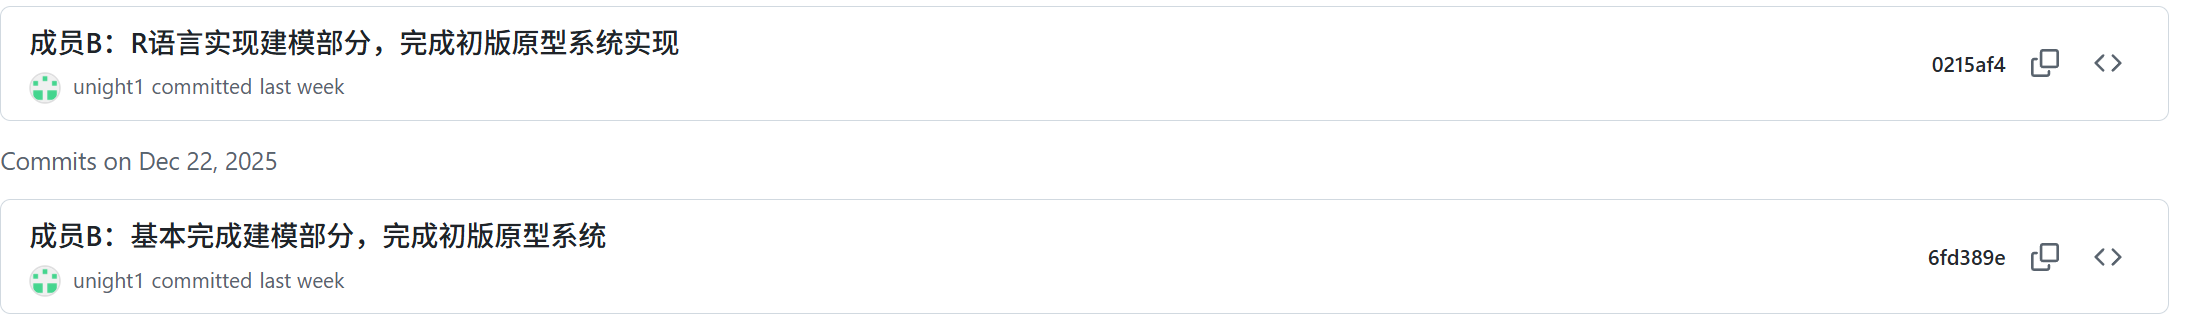 成员B：R语言实现建模部分，完成初版原型系统实现
unight1 committed last week
0215af4
Commits on Dec 22, 2025
成员B：基本完成建模部分，完成初版原型系统
unight1 committed last week
6fd389e